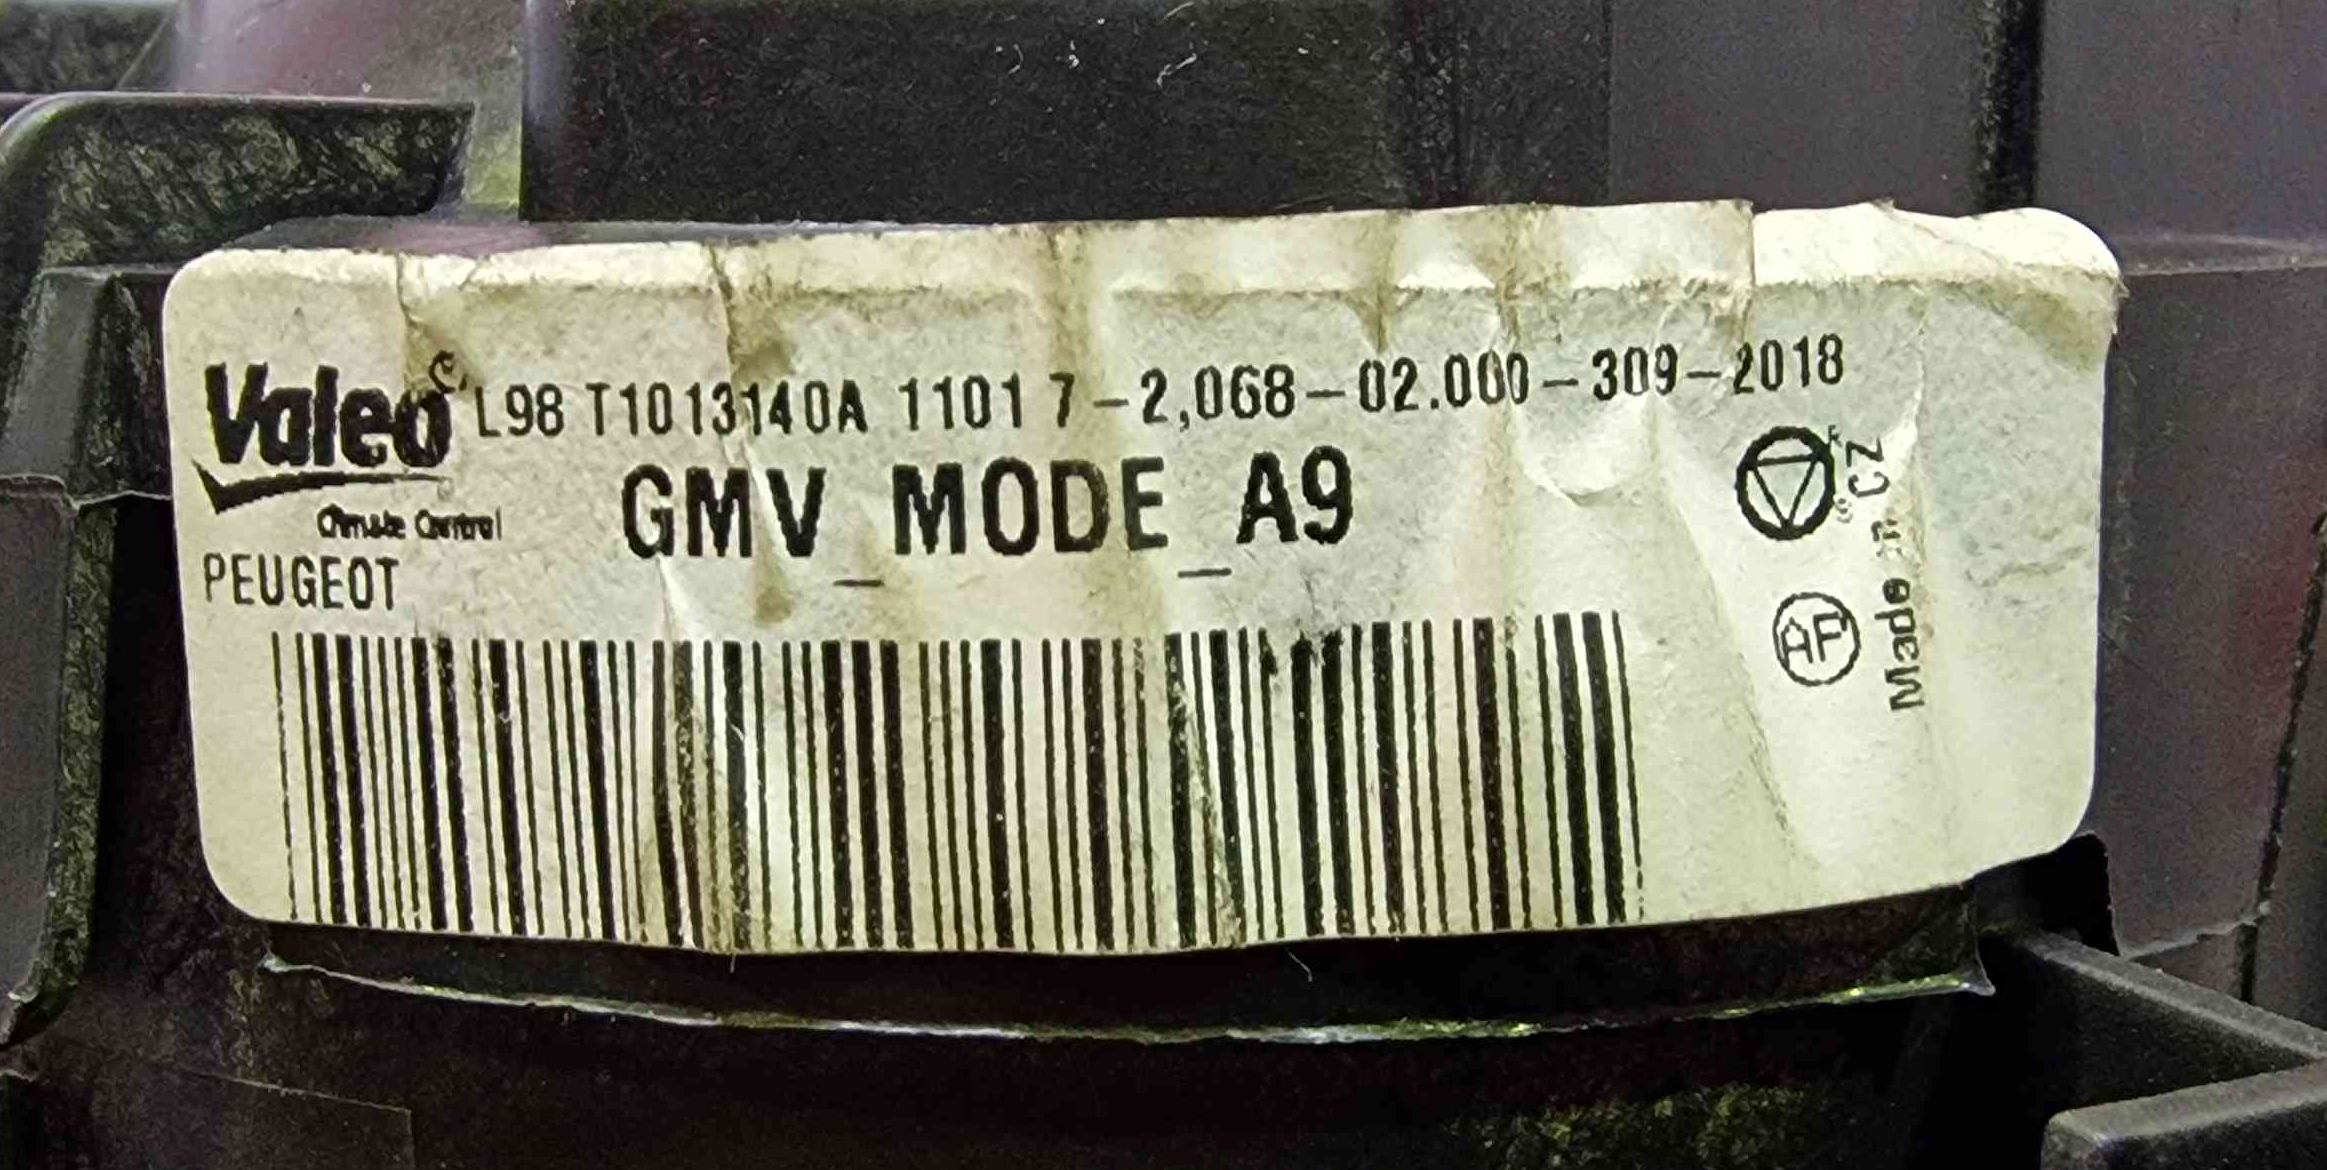 Valeo L98 T1013140A 1101 7-2,068-02.000-309-2018
Climate Control
GMV_MODE_A9
PEUGEOT
AF
Made in CZ